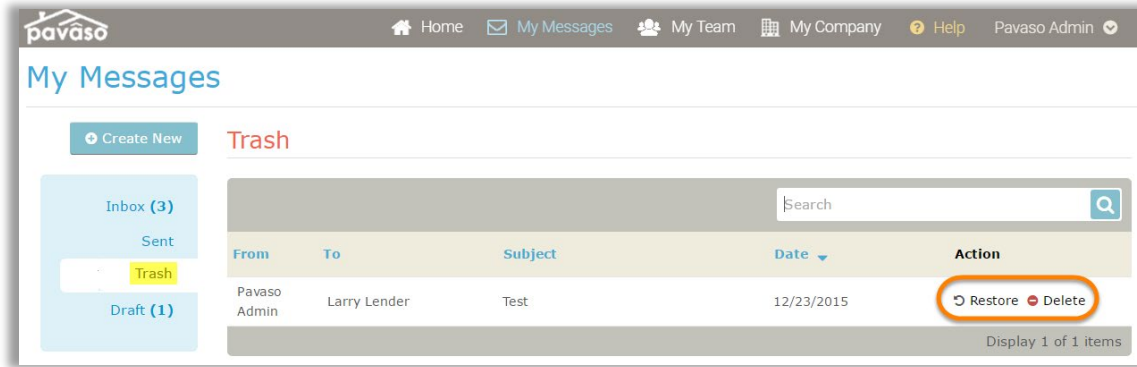 pavaso Home My Messages My Team My Company Help Pavaso Admin
My Messages
Create New
Trash
Inbox (3)
Sent
Trash
Draft (1)
Search
From To Subject Date Action
Pavaso Admin Larry Lender Test 12/23/2015 Restore Delete
Display 1 of 1 items